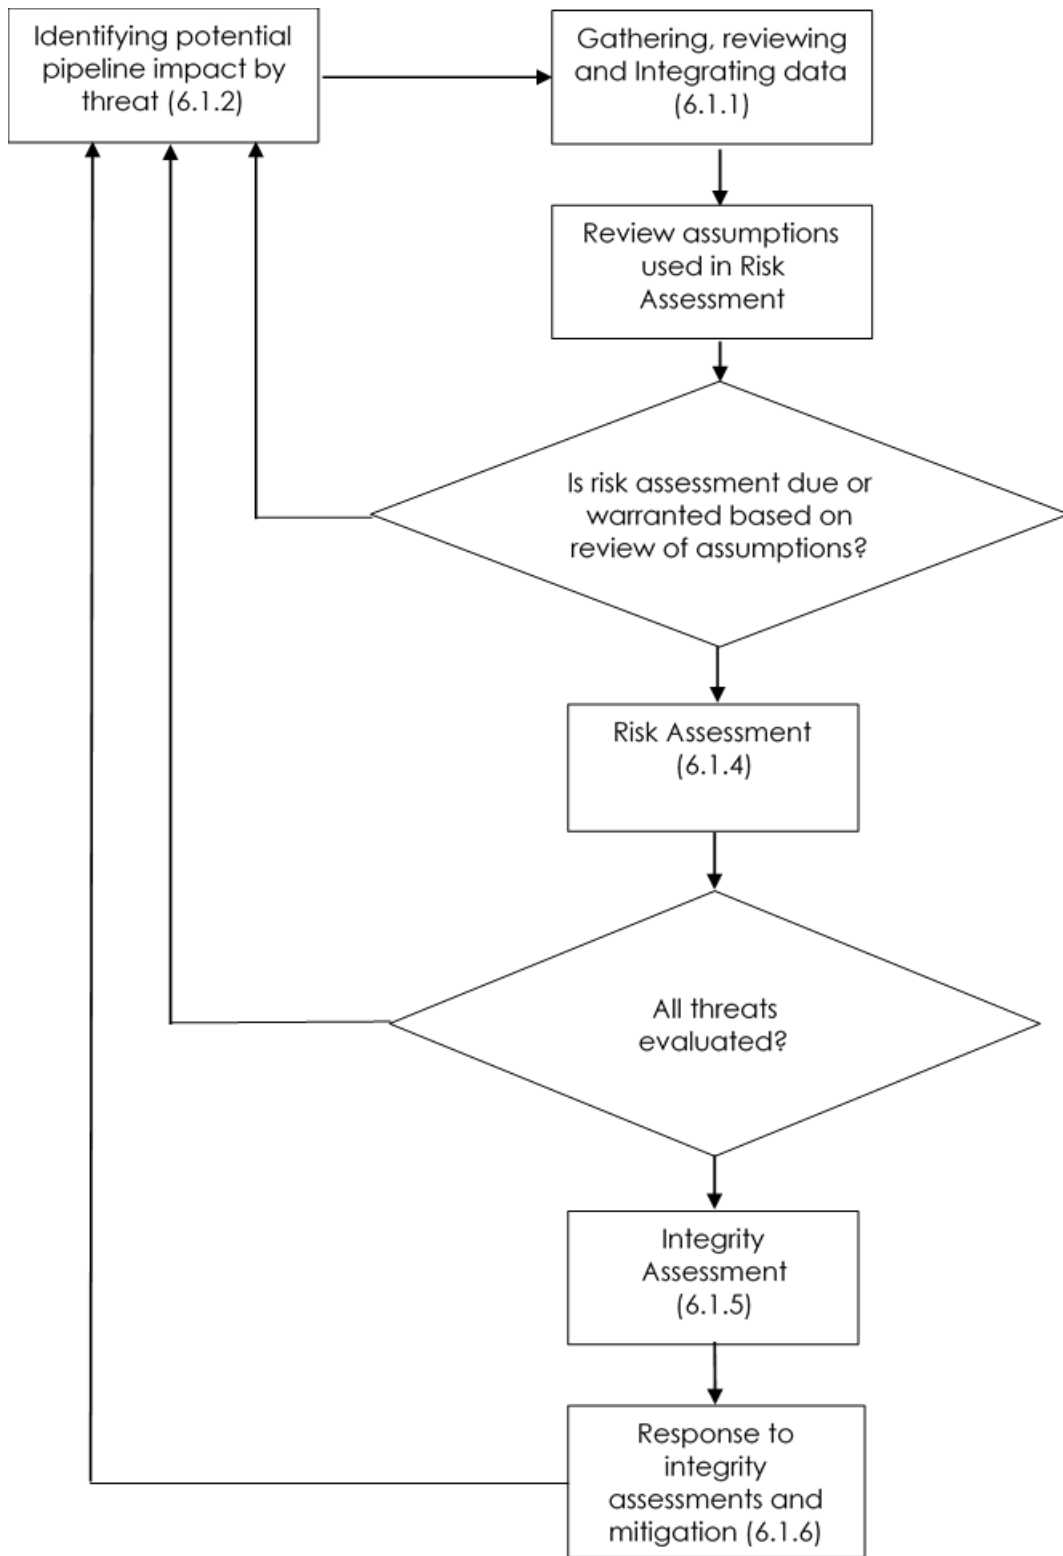 Identifying potential
pipeline impact by
threat (6.1.2)
Gathering, reviewing
and Integrating data
(6.1.1)
Review assumptions
used in Risk
Assessment
Is risk assessment due or
warranted based on
review of assumptions?
Risk Assessment
(6.1.4)
All threats
evaluated?
Integrity
Assessment
(6.1.5)
Response to
integrity
assessments and
mitigation (6.1.6)